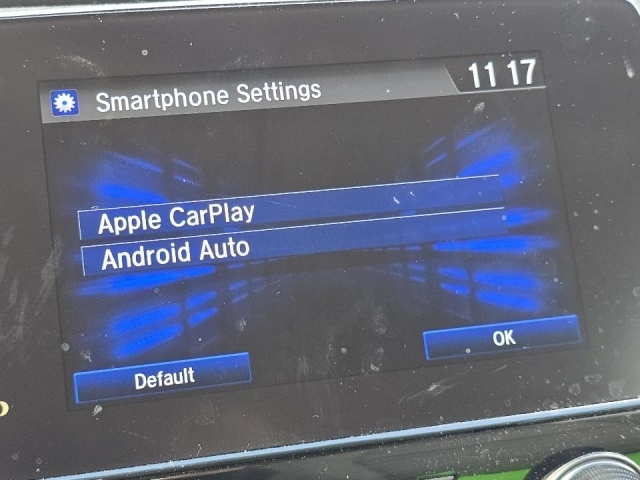 Smartphone Settings
11 17
Apple CarPlay
Android Auto
Default
OK